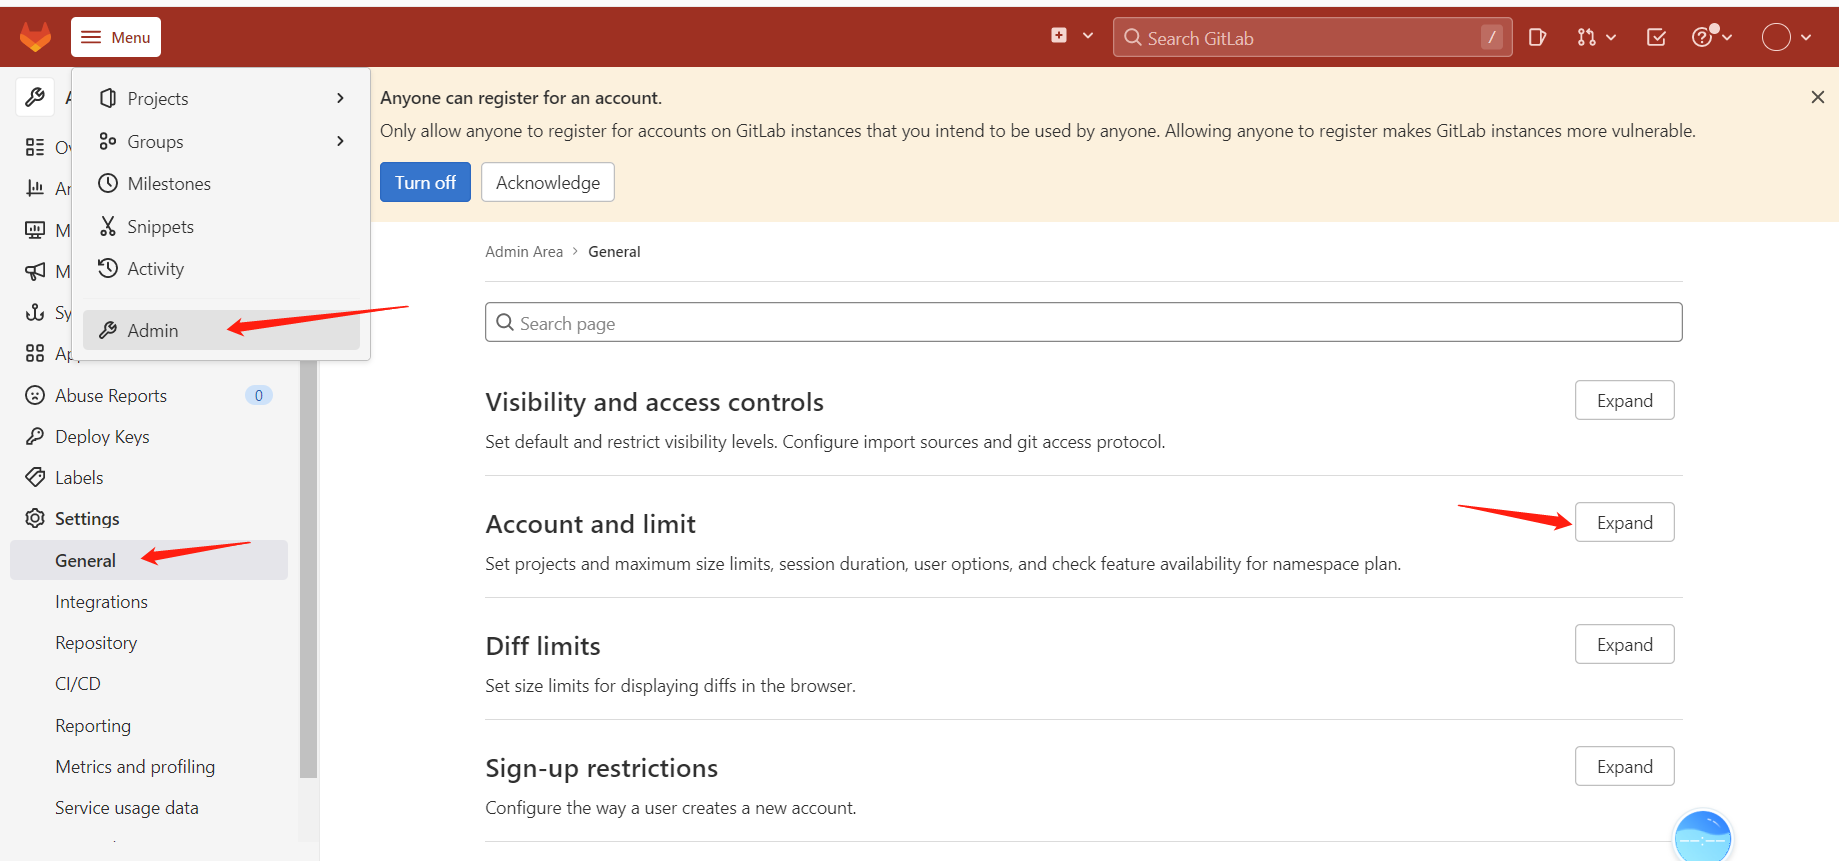 Menu
Search GitLab
/
Projects
Groups
Milestones
Snippets
Activity
Admin
Abuse Reports
0
Deploy Keys
Labels
Settings
General
Integrations
Repository
CI/CD
Reporting
Metrics and profiling
Service usage data
Anyone can register for an account.
Only allow anyone to register for accounts on GitLab instances that you intend to be used by anyone. Allowing anyone to register makes GitLab instances more vulnerable.
Turn off
Acknowledge
Admin Area > General
Search page
Visibility and access controls
Expand
Set default and restrict visibility levels. Configure import sources and git access protocol.
Account and limit
Expand
Set projects and maximum size limits, session duration, user options, and check feature availability for namespace plan.
Diff limits
Expand
Set size limits for displaying diffs in the browser.
Sign-up restrictions
Expand
Configure the way a user creates a new account.